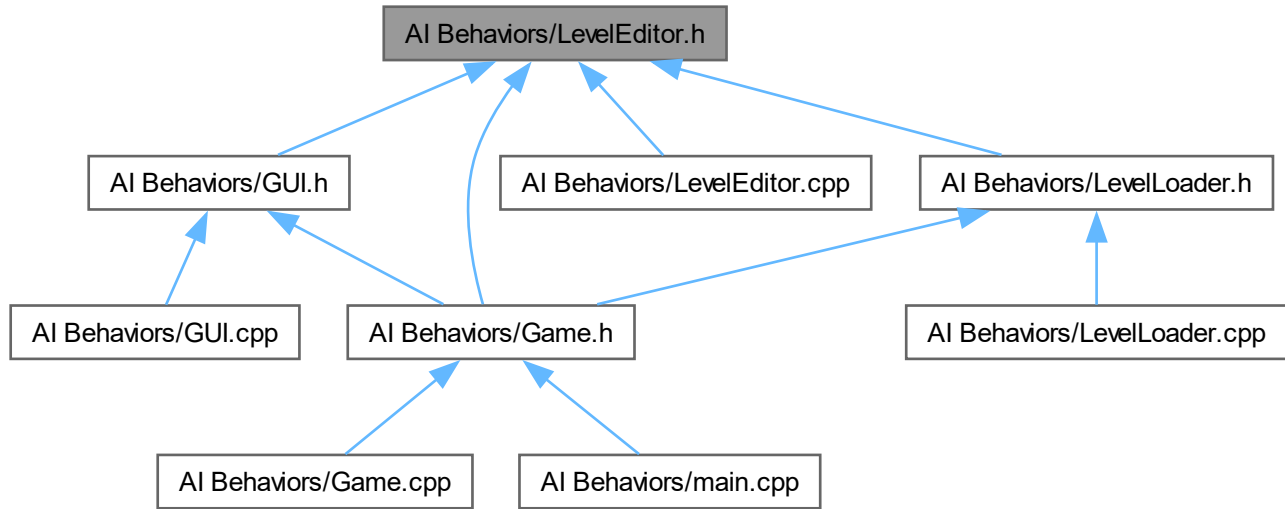 AI Behaviors/LevelEditor.h
AI Behaviors/GUI.h
AI Behaviors/LevelEditor.cpp
AI Behaviors/LevelLoader.h
AI Behaviors/GUI.cpp
AI Behaviors/Game.h
AI Behaviors/LevelLoader.cpp
AI Behaviors/Game.cpp
AI Behaviors/main.cpp